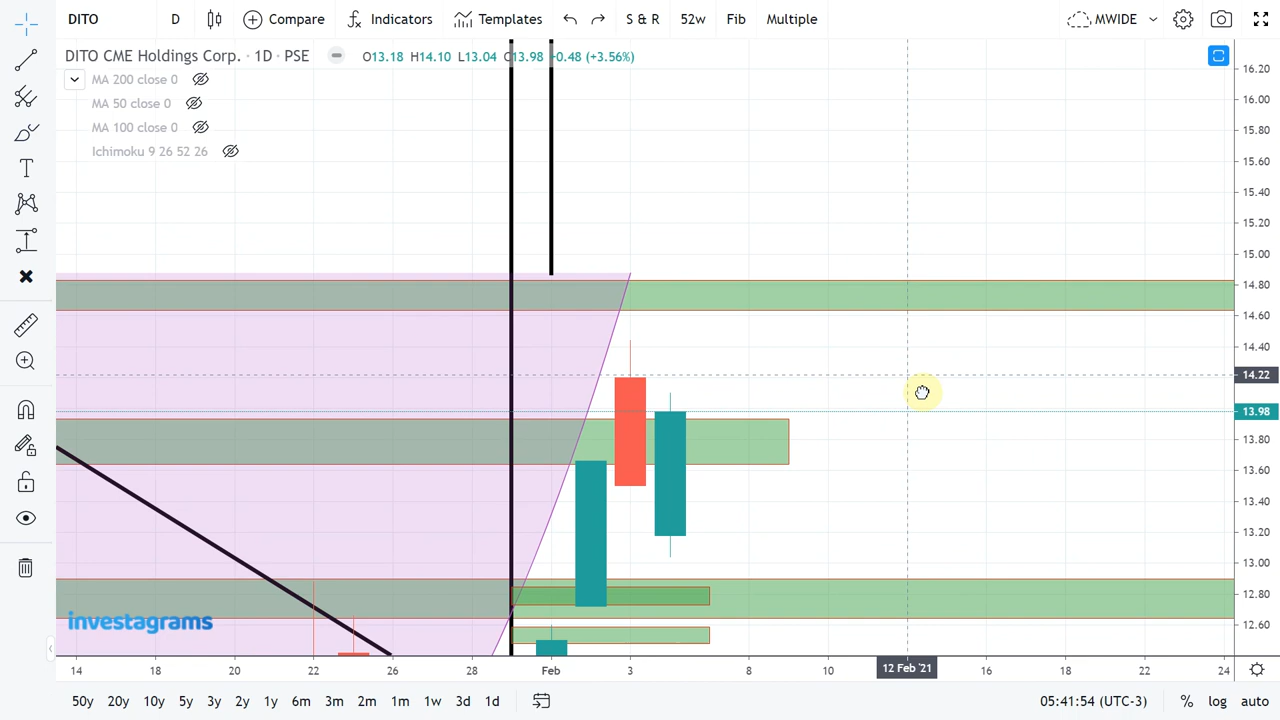 DITO D Compare Indicators Templates S & R 52w Fib Multiple MWIDE
DITO CME Holdings Corp. · 1D · PSE O13.18 H14.10 L13.04 C13.98 +0.48 (+3.56%)
MA 200 close 0
MA 50 close 0
MA 100 close 0
Ichimoku 9 26 52 26
16.20
16.00
15.80
15.60
15.40
15.20
15.00
14.80
14.60
14.40
14.22
13.98
13.80
13.60
13.40
13.20
13.00
12.80
12.60
investagrams
14 18 22 26 28 Feb 3 8 10 12 Feb '21 16 18 22 24
50y 20y 10y 5y 3y 2y 1y 6m 3m 2m 1m 1w 3d 1d 05:41:54 (UTC-3) % log auto